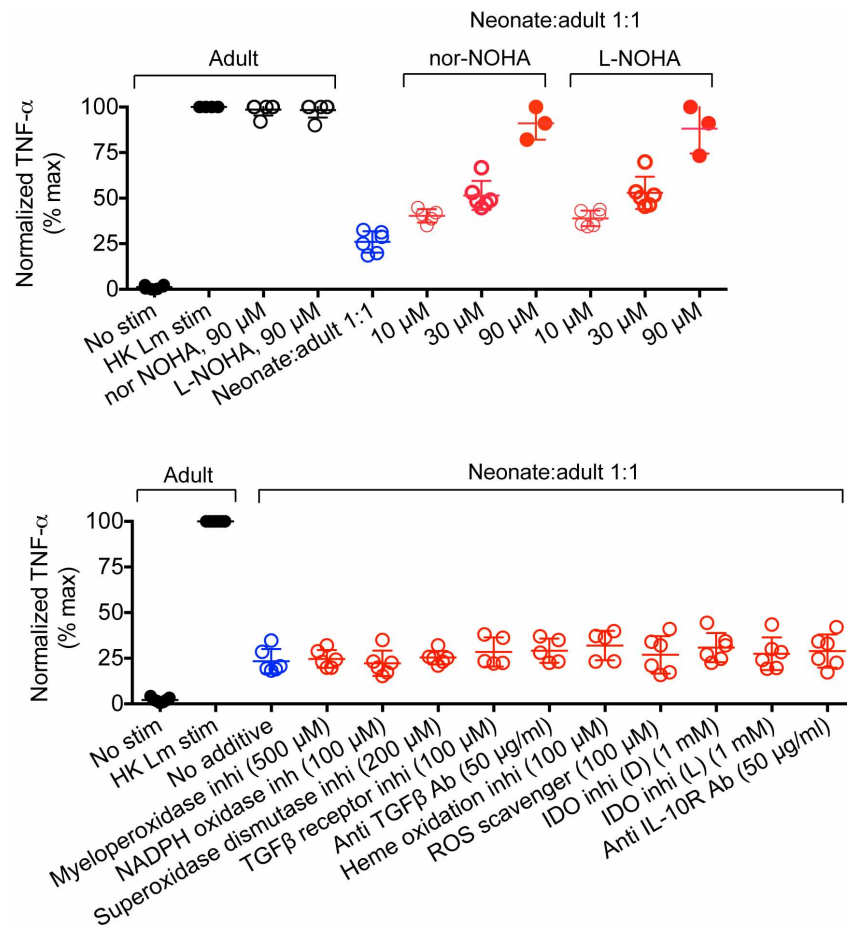 Neonate:adult 1:1
Adult
nor-NOHA
L-NOHA
Normalized TNF-α
(% max)
100
75
50
25
0
No stim
HK Lm stim
nor NOHA, 90 µM
L-NOHA, 90 µM
Neonate:adult 1:1
10 µM
30 µM
90 µM
10 µM
30 µM
90 µM
Adult
Neonate:adult 1:1
Normalized TNF-α
(% max)
100
75
50
25
0
No stim
HK Lm stim
No additive
Myeloperoxidase inhi (500 µM)
NADPH oxidase inh (100 µM)
Superoxidase dismutase inhi (200 µM)
TGFβ receptor inhi (100 µM)
Anti TGFβ Ab (50 µg/ml)
Heme oxidation inhi (100 µM)
ROS scavenger (100 µM)
IDO inhi (D) (1 mM)
IDO inhi (L) (1 mM)
Anti IL-10R Ab (50 µg/ml)